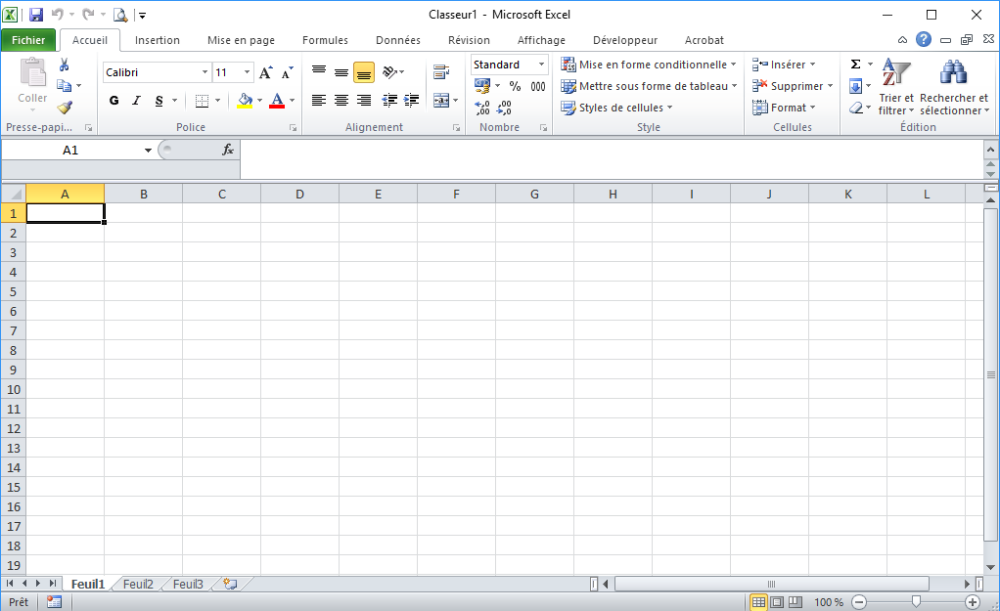 Classeur1 - Microsoft Excel
Fichier Accueil Insertion Mise en page Formules Données Révision Affichage Développeur Acrobat
Coller
Presse-papi...
Calibri 11
G I S
Police
Alignement
Standard
% 000
Nombre
Mise en forme conditionnelle
Mettre sous forme de tableau
Styles de cellules
Style
Insérer
Supprimer
Format
Cellules
Σ
Trier et filtrer
Rechercher et sélectionner
Édition
A1 fx
A B C D E F G H I J K L
1
2
3
4
5
6
7
8
9
10
11
12
13
14
15
16
17
18
19
Feuil1 Feuil2 Feuil3
Prêt 100 %